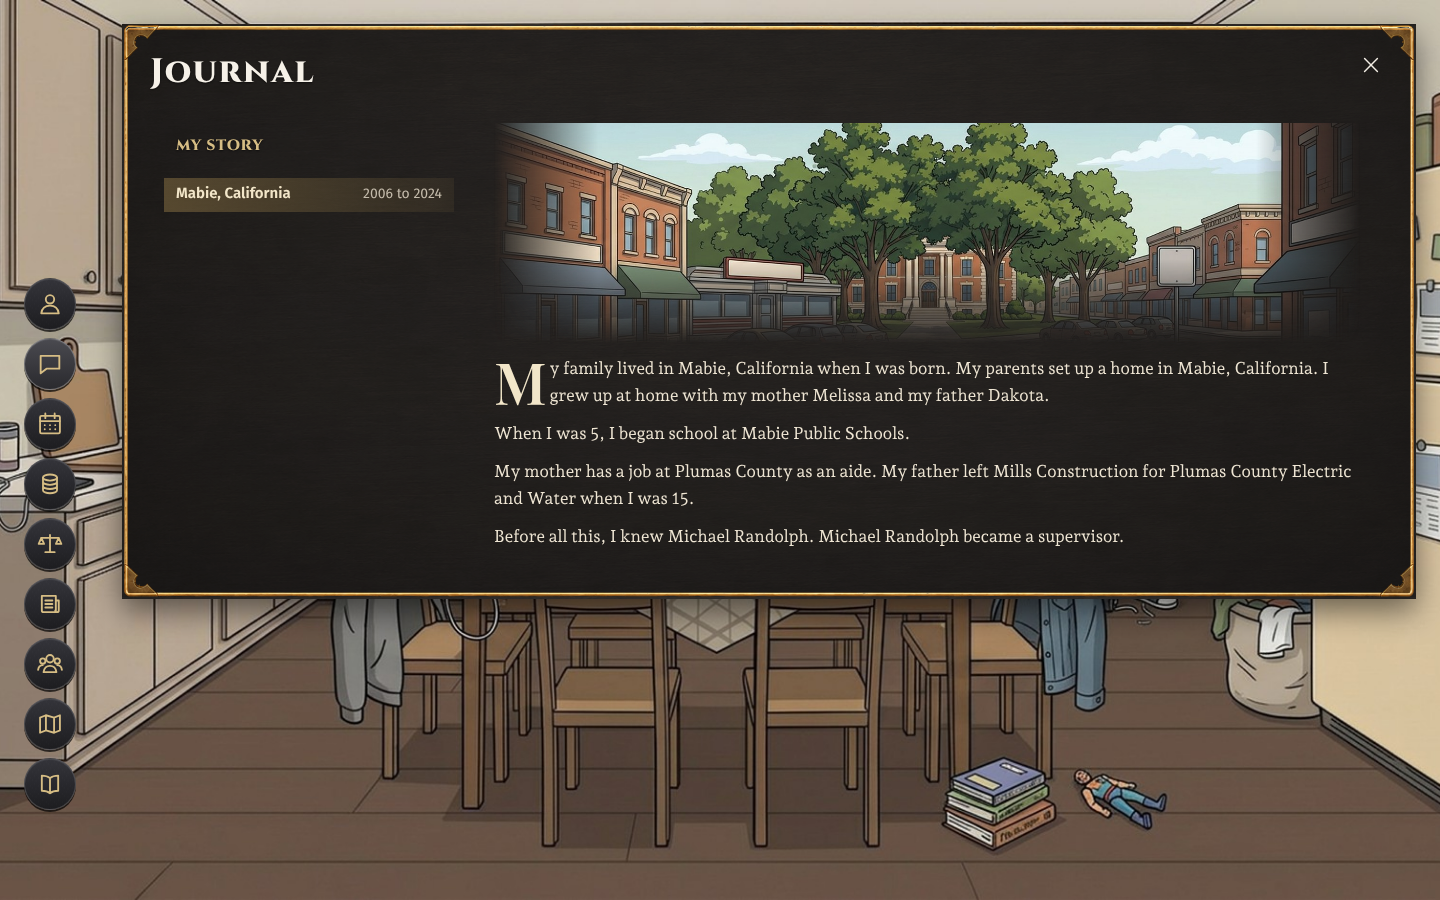 Journal
MY STORY
Mabie, California 2006 to 2024
My family lived in Mabie, California when I was born. My parents set up a home in Mabie, California. I
grew up at home with my mother Melissa and my father Dakota.
When I was 5, I began school at Mabie Public Schools.
My mother has a job at Plumas County as an aide. My father left Mills Construction for Plumas County Electric
and Water when I was 15.
Before all this, I knew Michael Randolph. Michael Randolph became a supervisor.